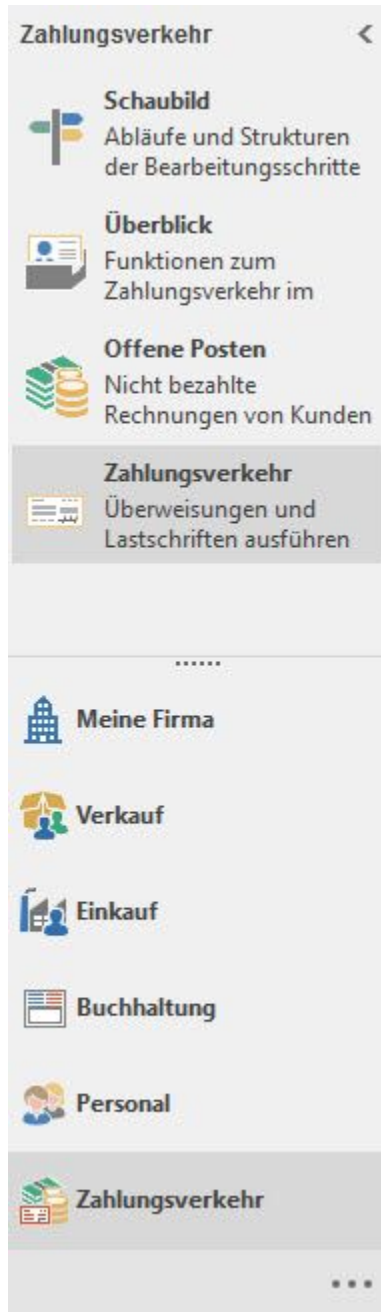 Zahlungsverkehr
Schaubild
Abläufe und Strukturen
der Bearbeitungsschritte
Überblick
Funktionen zum
Zahlungsverkehr im
Offene Posten
Nicht bezahlte
Rechnungen von Kunden
Zahlungsverkehr
Überweisungen und
Lastschriften ausführen
Meine Firma
Verkauf
Einkauf
Buchhaltung
Personal
Zahlungsverkehr